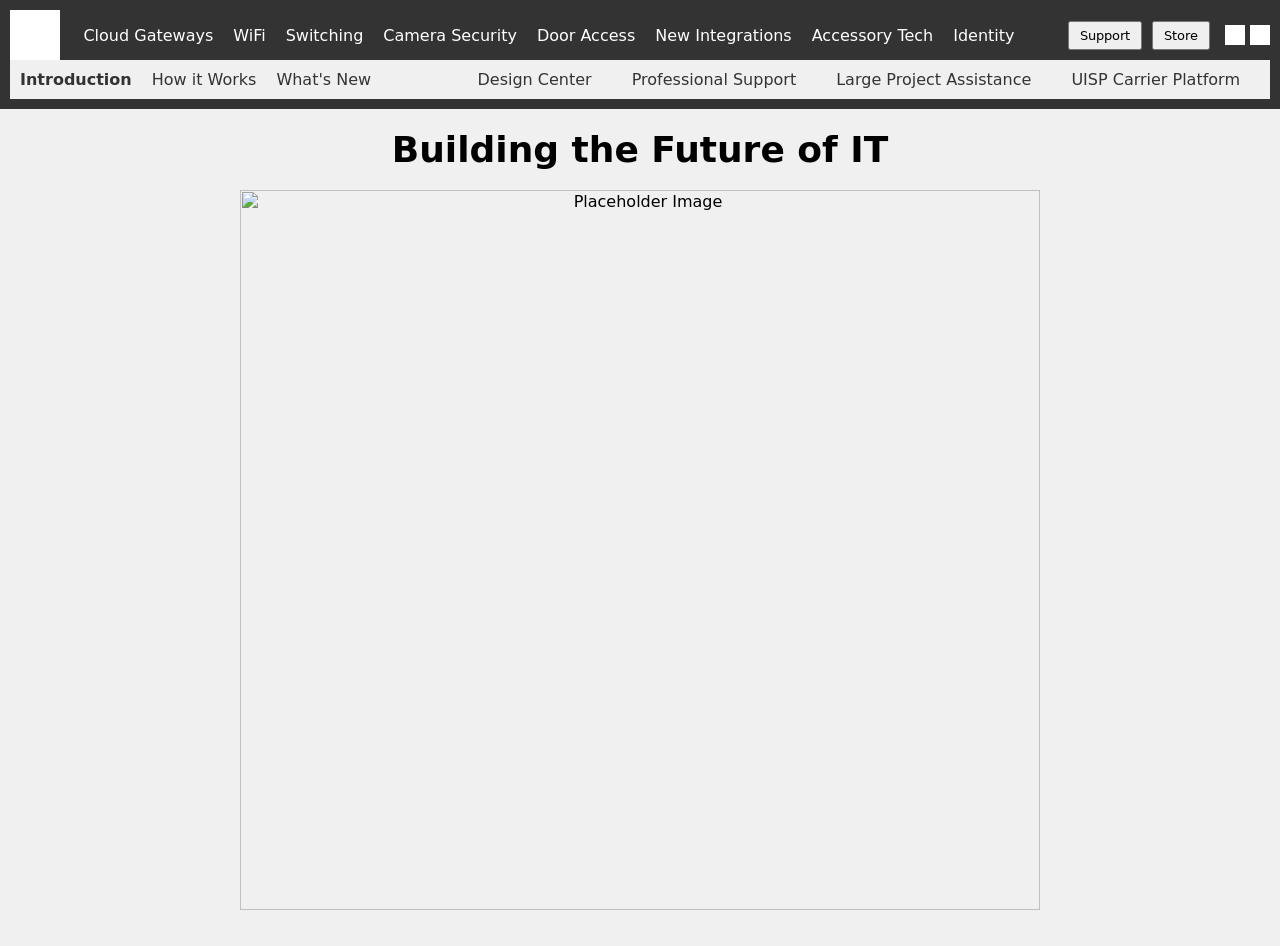 Cloud Gateways WiFi Switching Camera Security Door Access New Integrations Accessory Tech Identity Support Store
Introduction How it Works What's New Design Center Professional Support Large Project Assistance UISP Carrier Platform
Building the Future of IT
Placeholder Image